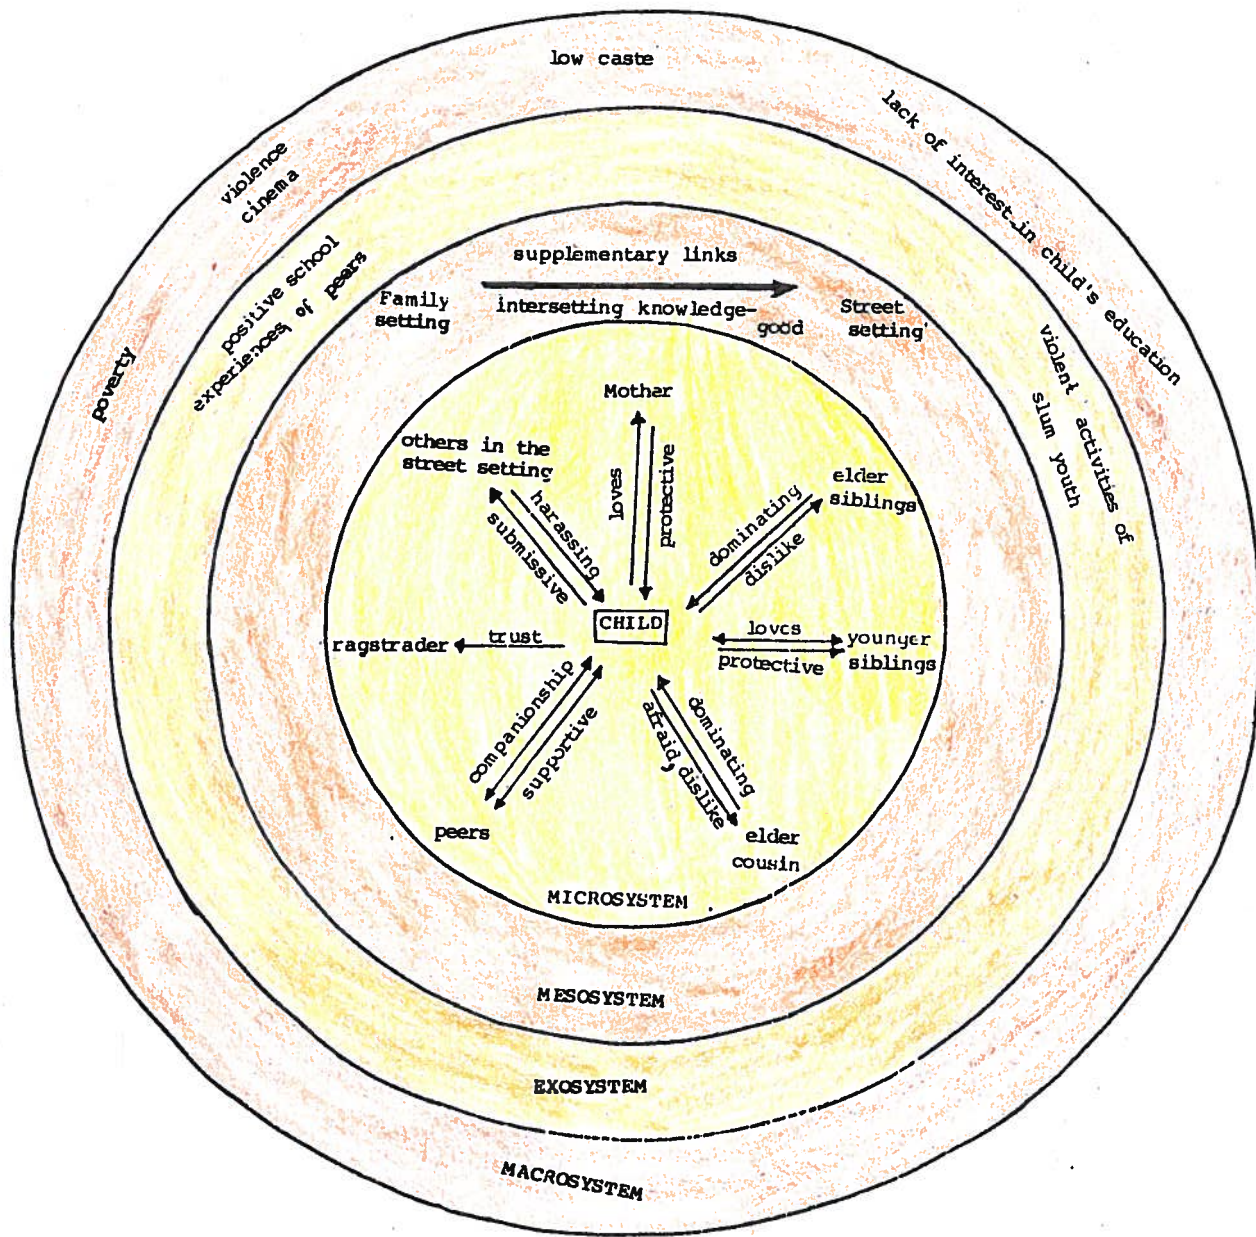 low caste
lack of interest in child's education
violence
cinema
poverty
positive school
experiences of peers
violent activities of
slum youth
supplementary links
Family
setting
intersetting knowledge-
good
Street
setting
Mother
loves
protective
others in the
street setting
harassing
submissive
elder
siblings
dominating
dislike
CHILD
ragstrader
trust
loves
protective
younger
siblings
companionship
supportive
peers
dominating
afraid, dislike
elder
cousin
MICROSYSTEM
MESOSYSTEM
EXOSYSTEM
MACROSYSTEM